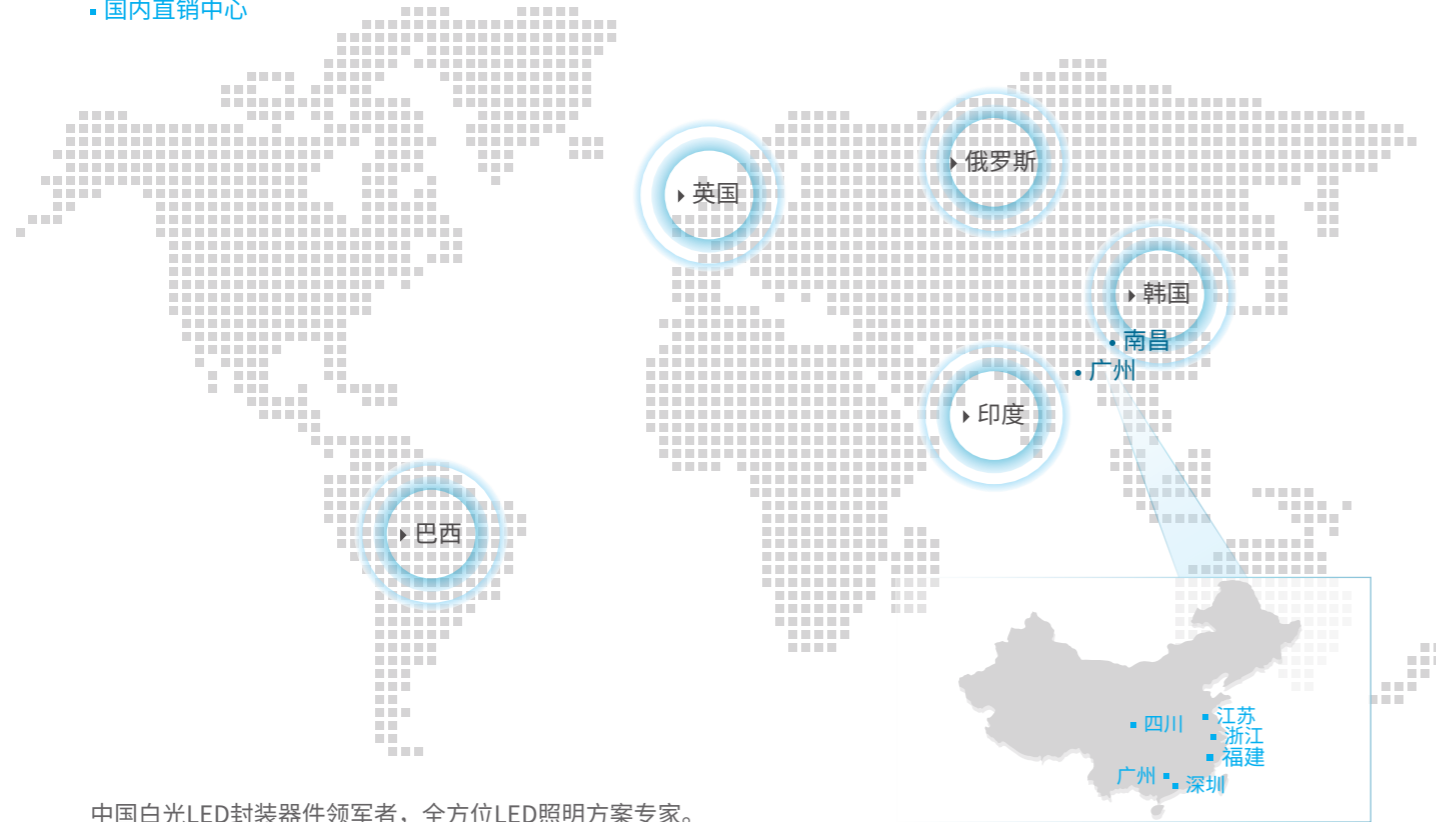 国内直销中心
俄罗斯
英国
韩国
南昌
广州
印度
巴西
江苏
四川
浙江
福建
广州
深圳
中国白光LED封装器件领军者，全方位LED照明方案专家。